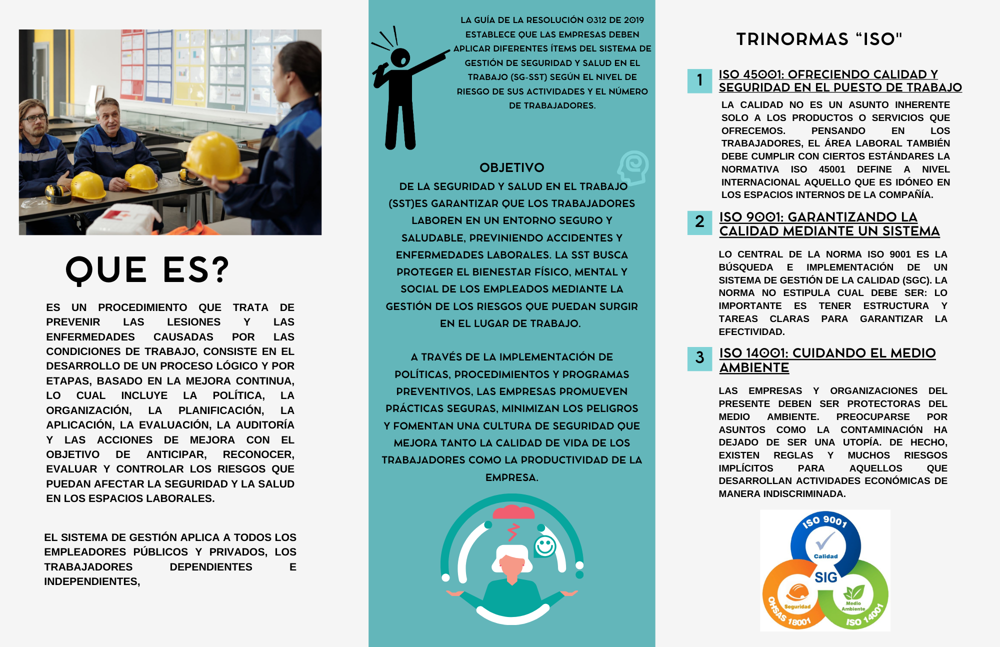 QUE ES?
ES UN PROCEDIMIENTO QUE TRATA DE
PREVENIR LAS LESIONES Y LAS
ENFERMEDADES CAUSADAS POR LAS
CONDICIONES DE TRABAJO, CONSISTE EN EL
DESARROLLO DE UN PROCESO LÓGICO Y POR
ETAPAS, BASADO EN LA MEJORA CONTINUA,
LO CUAL INCLUYE LA POLÍTICA, LA
ORGANIZACIÓN, LA PLANIFICACIÓN, LA
APLICACIÓN, LA EVALUACIÓN, LA AUDITORÍA
Y LAS ACCIONES DE MEJORA CON EL
OBJETIVO DE ANTICIPAR, RECONOCER,
EVALUAR Y CONTROLAR LOS RIESGOS QUE
PUEDAN AFECTAR LA SEGURIDAD Y LA SALUD
EN LOS ESPACIOS LABORALES.
EL SISTEMA DE GESTIÓN APLICA A TODOS LOS
EMPLEADORES PÚBLICOS Y PRIVADOS, LOS
TRABAJADORES DEPENDIENTES E
INDEPENDIENTES,
LA GUÍA DE LA RESOLUCIÓN 0312 DE 2019
ESTABLECE QUE LAS EMPRESAS DEBEN
APLICAR DIFERENTES ÍTEMS DEL SISTEMA DE
GESTIÓN DE SEGURIDAD Y SALUD EN EL
TRABAJO (SG-SST) SEGÚN EL NIVEL DE
RIESGO DE SUS ACTIVIDADES Y EL NÚMERO
DE TRABAJADORES.
OBJETIVO
DE LA SEGURIDAD Y SALUD EN EL TRABAJO
(SST)ES GARANTIZAR QUE LOS TRABAJADORES
LABOREN EN UN ENTORNO SEGURO Y
SALUDABLE, PREVINIENDO ACCIDENTES Y
ENFERMEDADES LABORALES. LA SST BUSCA
PROTEGER EL BIENESTAR FÍSICO, MENTAL Y
SOCIAL DE LOS EMPLEADOS MEDIANTE LA
GESTIÓN DE LOS RIESGOS QUE PUEDAN SURGIR
EN EL LUGAR DE TRABAJO.
A TRAVÉS DE LA IMPLEMENTACIÓN DE
POLÍTICAS, PROCEDIMIENTOS Y PROGRAMAS
PREVENTIVOS, LAS EMPRESAS PROMUEVEN
PRÁCTICAS SEGURAS, MINIMIZAN LOS PELIGROS
Y FOMENTAN UNA CULTURA DE SEGURIDAD QUE
MEJORA TANTO LA CALIDAD DE VIDA DE LOS
TRABAJADORES COMO LA PRODUCTIVIDAD DE LA
EMPRESA.
TRINORMAS “ISO"
1
ISO 45001: OFRECIENDO CALIDAD Y
SEGURIDAD EN EL PUESTO DE TRABAJO
LA CALIDAD NO ES UN ASUNTO INHERENTE
SOLO A LOS PRODUCTOS O SERVICIOS QUE
OFRECEMOS. PENSANDO EN LOS
TRABAJADORES, EL ÁREA LABORAL TAMBIÉN
DEBE CUMPLIR CON CIERTOS ESTÁNDARES LA
NORMATIVA ISO 45001 DEFINE A NIVEL
INTERNACIONAL AQUELLO QUE ES IDÓNEO EN
LOS ESPACIOS INTERNOS DE LA COMPAÑÍA.
2
ISO 9001: GARANTIZANDO LA
CALIDAD MEDIANTE UN SISTEMA
LO CENTRAL DE LA NORMA ISO 9001 ES LA
BÚSQUEDA E IMPLEMENTACIÓN DE UN
SISTEMA DE GESTIÓN DE LA CALIDAD (SGC). LA
NORMA NO ESTIPULA CUAL DEBE SER: LO
IMPORTANTE ES TENER ESTRUCTURA Y
TAREAS CLARAS PARA GARANTIZAR LA
EFECTIVIDAD.
3
ISO 14001: CUIDANDO EL MEDIO
AMBIENTE
LAS EMPRESAS Y ORGANIZACIONES DEL
PRESENTE DEBEN SER PROTECTORAS DEL
MEDIO AMBIENTE. PREOCUPARSE POR
ASUNTOS COMO LA CONTAMINACIÓN HA
DEJADO DE SER UNA UTOPÍA. DE HECHO,
EXISTEN REGLAS Y MUCHOS RIESGOS
IMPLÍCITOS PARA AQUELLOS QUE
DESARROLLAN ACTIVIDADES ECONÓMICAS DE
MANERA INDISCRIMINADA.
ISO 9001
Calidad
SIG
Seguridad
OHSAS 18001
Medio
Ambiente
ISO 14001